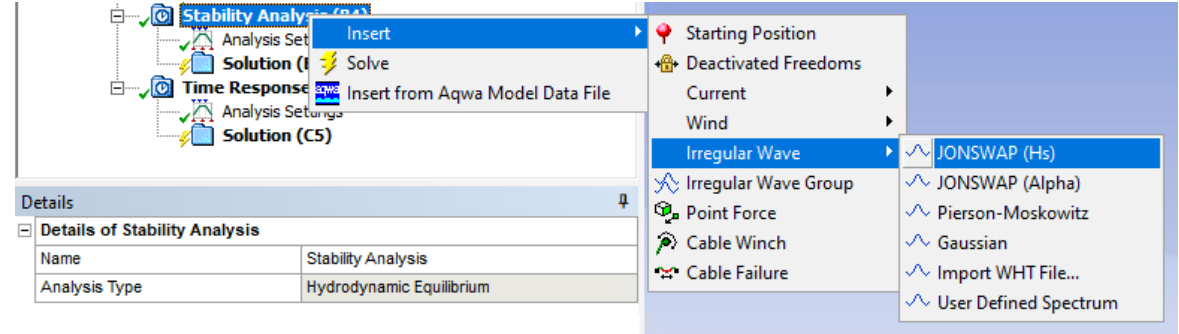 Stability Analysis (B4)
Analysis Set
Solution (B
Time Response
Analysis Settings
Solution (C5)
Insert
Solve
Insert from Aqwa Model Data File
Starting Position
Deactivated Freedoms
Current
Wind
Irregular Wave
Irregular Wave Group
Point Force
Cable Winch
Cable Failure
JONSWAP (Hs)
JONSWAP (Alpha)
Pierson-Moskowitz
Gaussian
Import WHT File...
User Defined Spectrum
Details
Details of Stability Analysis
Name Stability Analysis
Analysis Type Hydrodynamic Equilibrium